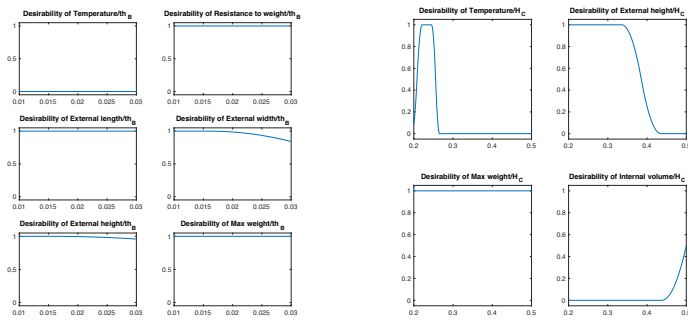 Desirability of Temperature/th_B
1
0.5
0
0.01 0.015 0.02 0.025 0.03
Desirability of Resistance to weight/th_B
1
0.5
0
0.01 0.015 0.02 0.025 0.03
Desirability of External length/th_B
1
0.5
0
0.01 0.015 0.02 0.025 0.03
Desirability of External width/th_B
1
0.5
0
0.01 0.015 0.02 0.025 0.03
Desirability of External height/th_B
1
0.5
0
0.01 0.015 0.02 0.025 0.03
Desirability of Max weight/th_B
1
0.5
0
0.01 0.015 0.02 0.025 0.03
Desirability of Temperature/H_C
1
0.8
0.6
0.4
0.2
0
0.2 0.3 0.4 0.5
Desirability of External height/H_C
1
0.8
0.6
0.4
0.2
0
0.2 0.3 0.4 0.5
Desirability of Max weight/H_C
1
0.8
0.6
0.4
0.2
0
0.2 0.3 0.4 0.5
Desirability of Internal volume/H_C
1
0.8
0.6
0.4
0.2
0
0.2 0.3 0.4 0.5